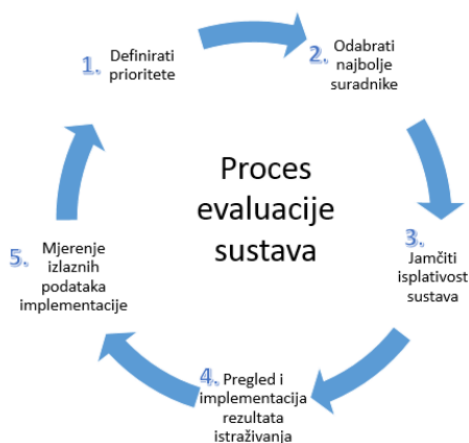 Proces
evaluacije
sustava
1. Definirati
prioritete
2. Odabrati
najbolje
suradnike
3.
Jamčiti
isplativost
sustava
4. Pregled i
implementacija
rezultata
istraživanja
5. Mjerenje
izlaznih
podataka
implementacije